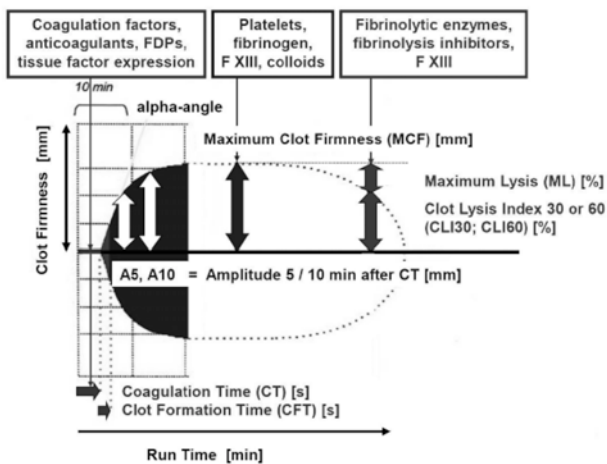 Coagulation factors,
anticoagulants, FDPs,
tissue factor expression
Platelets,
fibrinogen,
F XIII, colloids
Fibrinolytic enzymes,
fibrinolysis inhibitors,
F XIII
10 min
alpha-angle
Maximum Clot Firmness (MCF) [mm]
Clot Firmness [mm]
Maximum Lysis (ML) [%]
Clot Lysis Index 30 or 60
(CLI30; CLI60) [%]
A5, A10 = Amplitude 5 / 10 min after CT [mm]
Coagulation Time (CT) [s]
Clot Formation Time (CFT) [s]
Run Time [min]